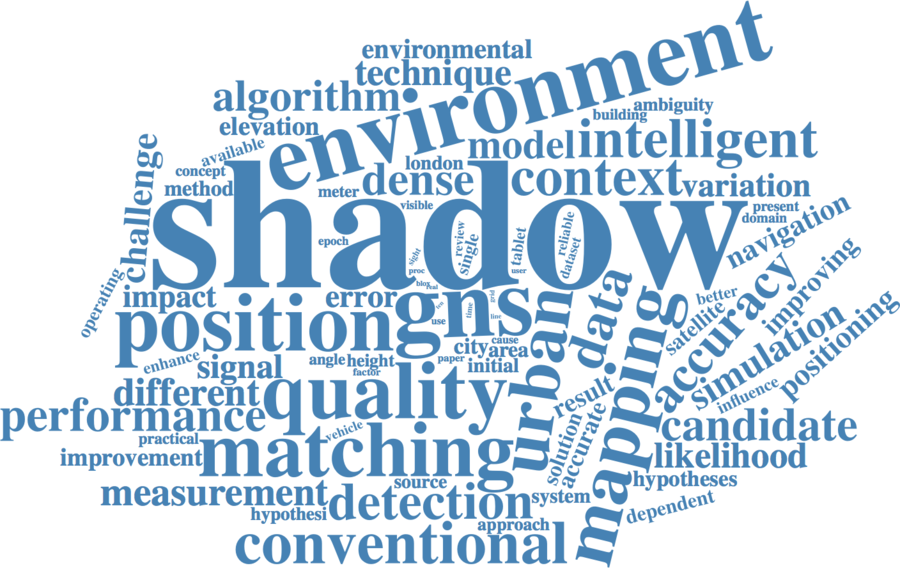 environmental
technique
environment
algorithm
ambiguity
building
elevation
model
intelligent
available
london
concept
challenge
method
meter
dense
context
variation
visible
shadow
present
domain
navigation
epoch
review
single
tablet
reliable
dataset
sight
proc
user
blox
real
operating
impact
error
gns
grid
time
low
use
line
position
urban
data
mapping
better
satellite
accuracy
improving
cause
city
area
paper
initial
enhance
signal
angle
height
factor
simulation
positioning
influence
different
quality
result
performance
solution
accurate
candidate
practical
vehicle
matching
improvement
likelihood
source
hypotheses
measurement
detection
system
dependent
hypothesi
approach
conventional